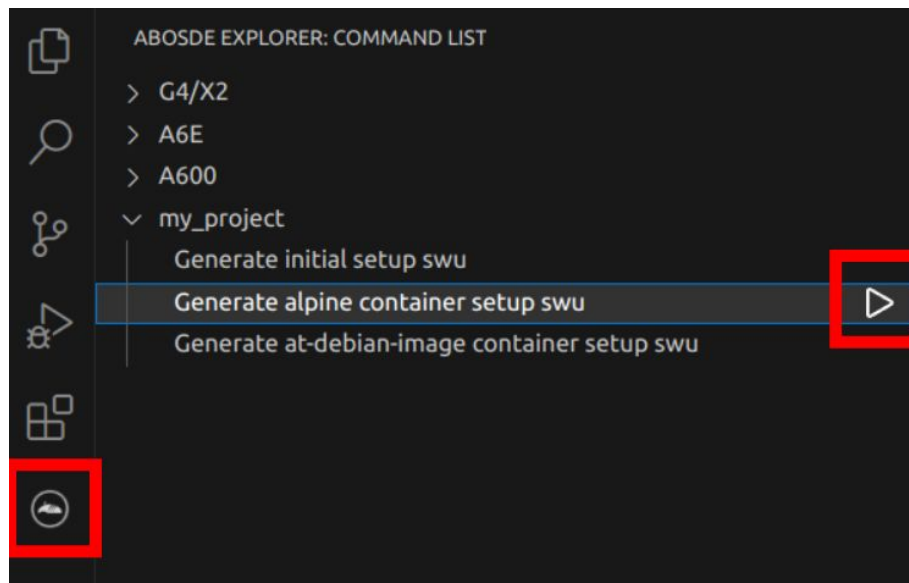 ABOSDE EXPLORER: COMMAND LIST
G4/X2
A6E
A600
my_project
Generate initial setup swu
Generate alpine container setup swu
Generate at-debian-image container setup swu